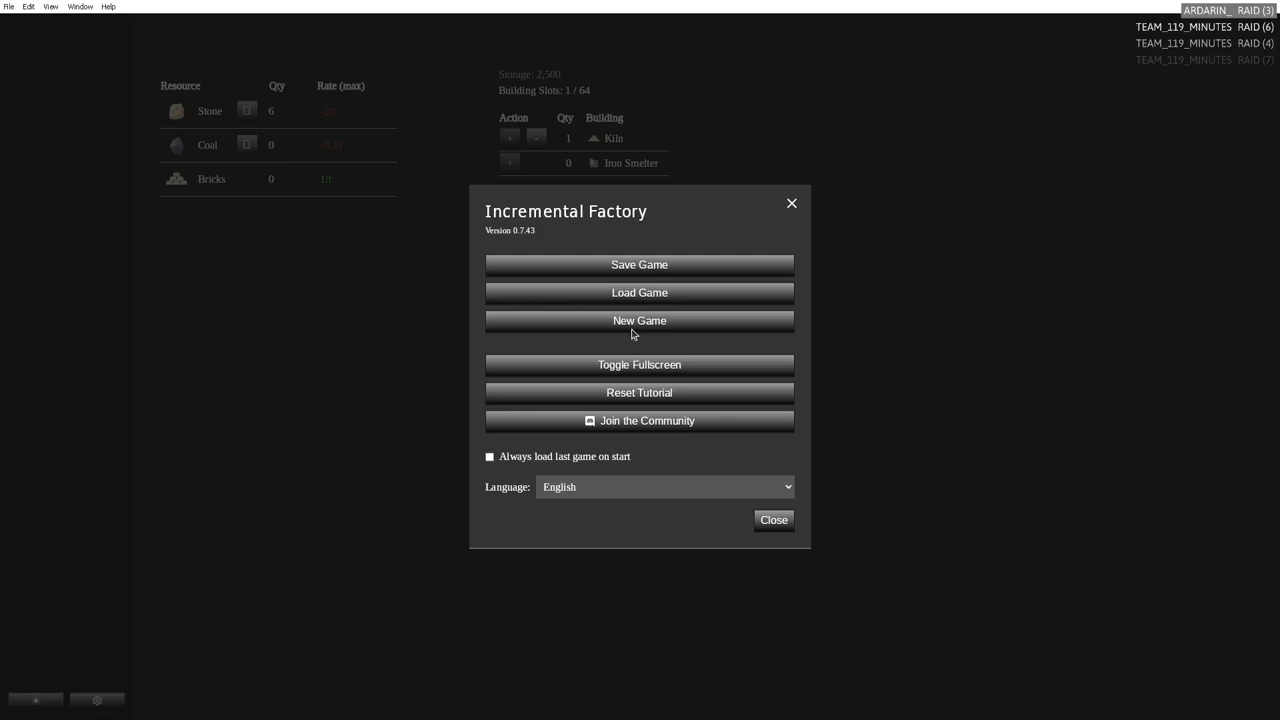 File Edit View Window Help
ARDARIN_ RAID (3)
TEAM_119_MINUTES RAID (6)
TEAM_119_MINUTES RAID (4)
TEAM_119_MINUTES RAID (7)
Storage: 2,500
Building Slots: 1 / 64
Resource Qty Rate (max)
Stone 6
Coal 0
Bricks 0 1/1
Action Qty Building
+ - 1 Kiln
+ 0 Iron Smelter
Incremental Factory
Version 0.7.43
Save Game
Load Game
New Game
Toggle Fullscreen
Reset Tutorial
Join the Community
Always load last game on start
Language: English
Close